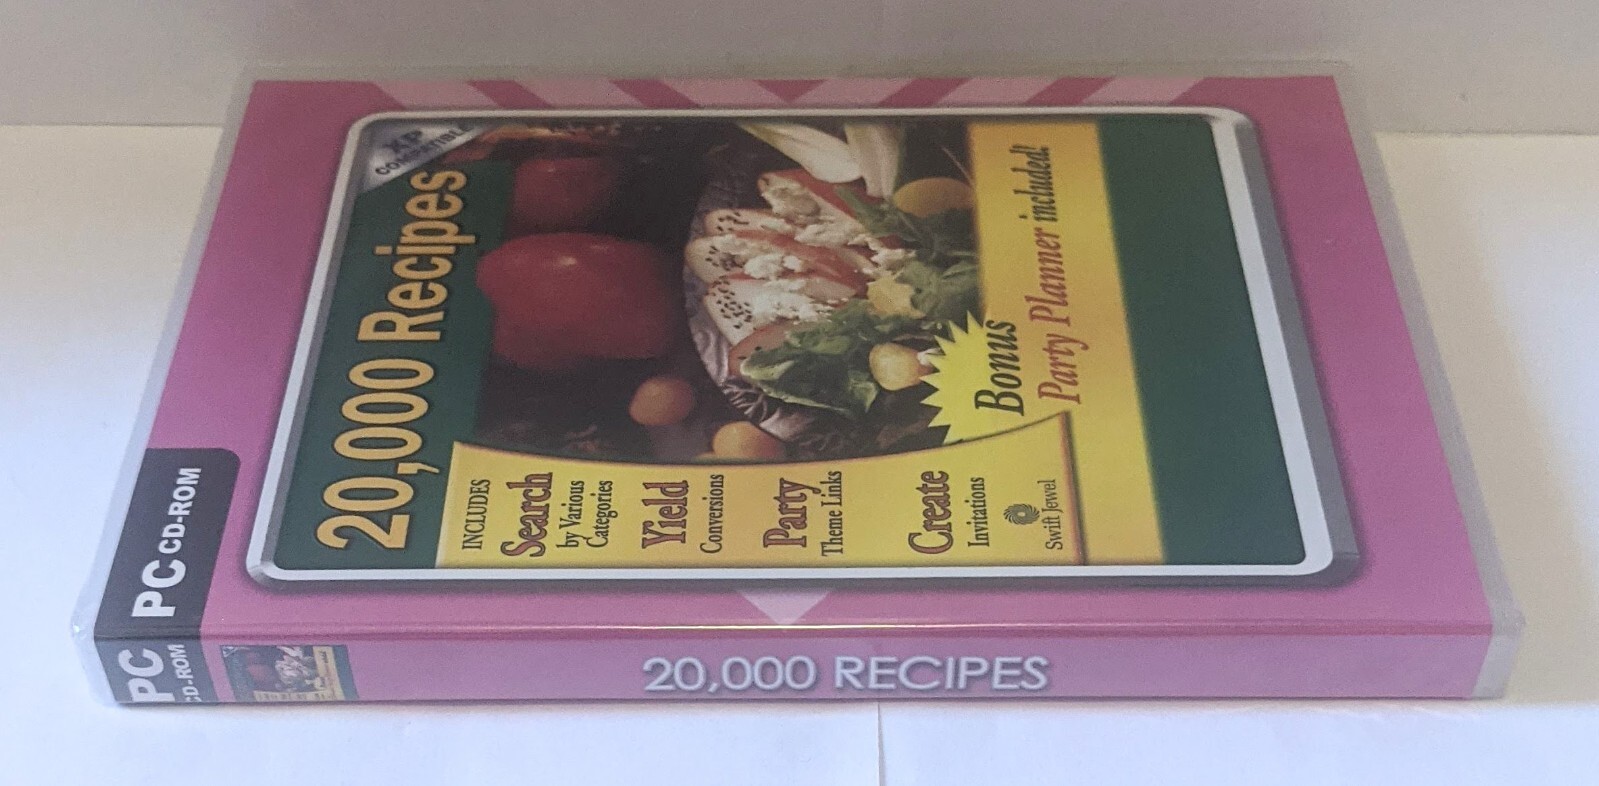 PC CD-ROM
XP
COMPATIBLE
20,000 Recipes
INCLUDES
Search
by Various
Categories
Yield
Conversions
Party
Theme Links
Create
Invitations
Swift Jewel
Bonus
Party Planner included!
PC
CD-ROM
20,000 RECIPES